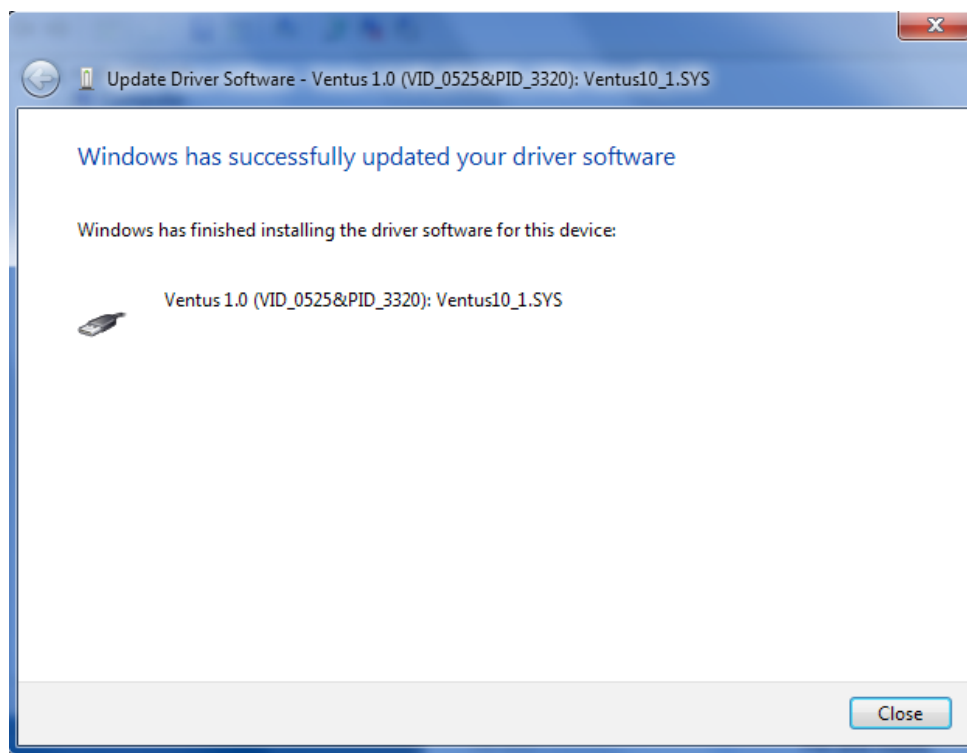 Update Driver Software - Ventus 1.0 (VID_0525&PID_3320): Ventus10_1.SYS
Windows has successfully updated your driver software
Windows has finished installing the driver software for this device:
Ventus 1.0 (VID_0525&PID_3320): Ventus10_1.SYS
Close